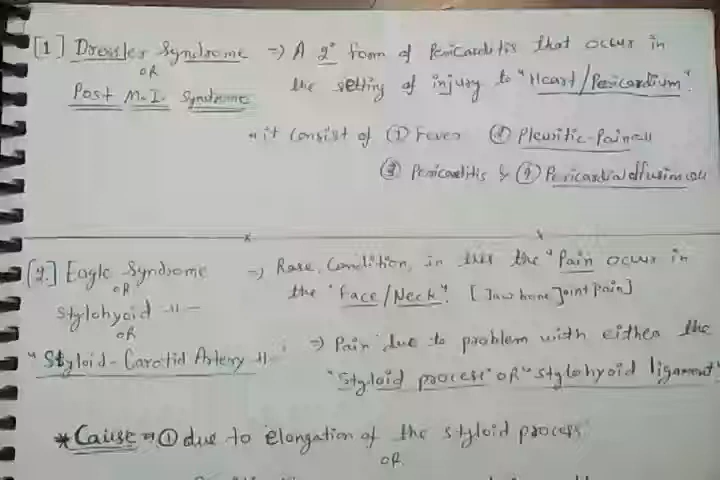 [1] Dressler Syndrome => A 2° form of Pericarditis that occur in
OR
the setting of injury to "Heart/Pericardium".
Post M.I. Syndrome
"it consist of ① Fever ② Pleuritic-Pain
③ Pericarditis & ④ Pericardial effusion
[2.] Eagle Syndrome => Rare, Condition, in this the "Pain occur in
OR
the "Face/Neck". [Jaw bone Joint Pain]
Stylohyoid -11-
OR
=> Pain due to problem with either the
"Styloid-Carotid Artery 11
"Styloid process" OR "stylohyoid ligament"
*Cause => ① due to elongation of the styloid process
OR